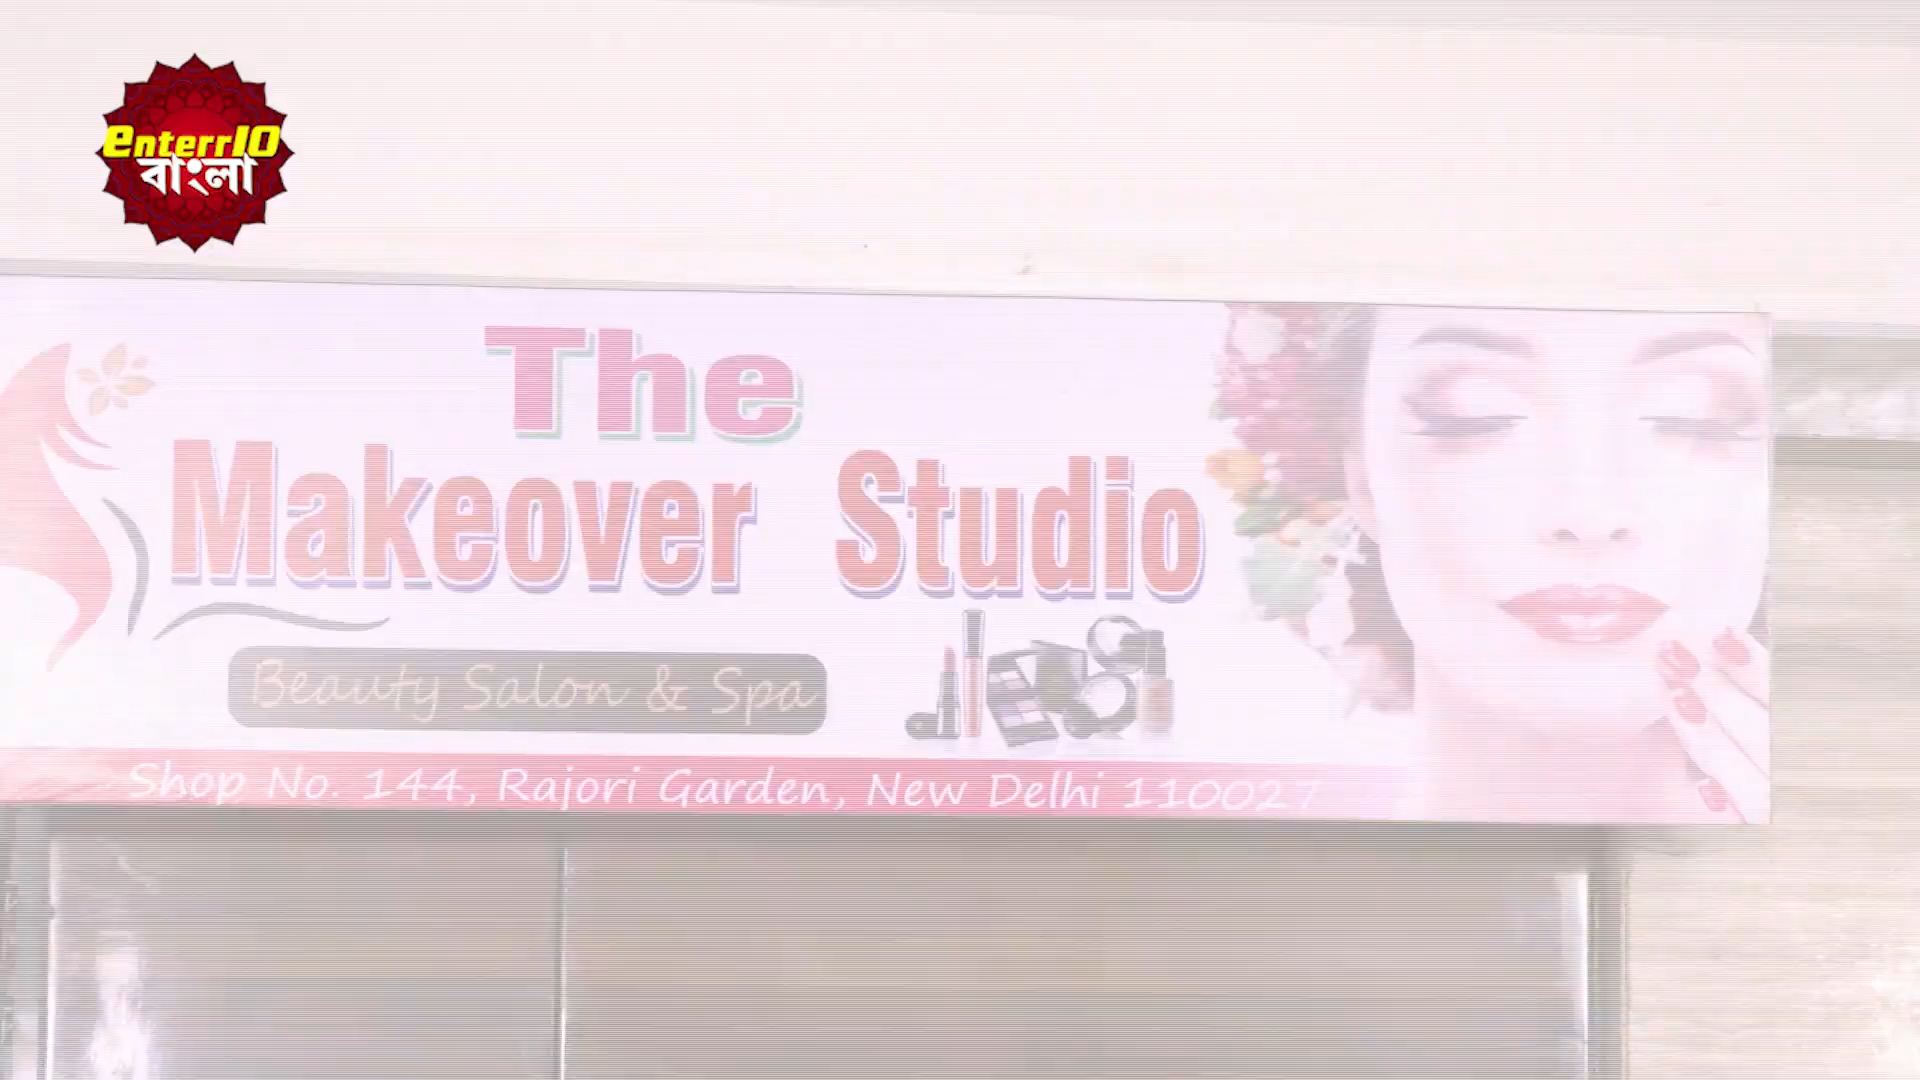 enterr10
বাংলা
The
Makeover Studio
Beauty Salon & Spa
Shop No. 144, Rajori Garden, New Delhi 110027